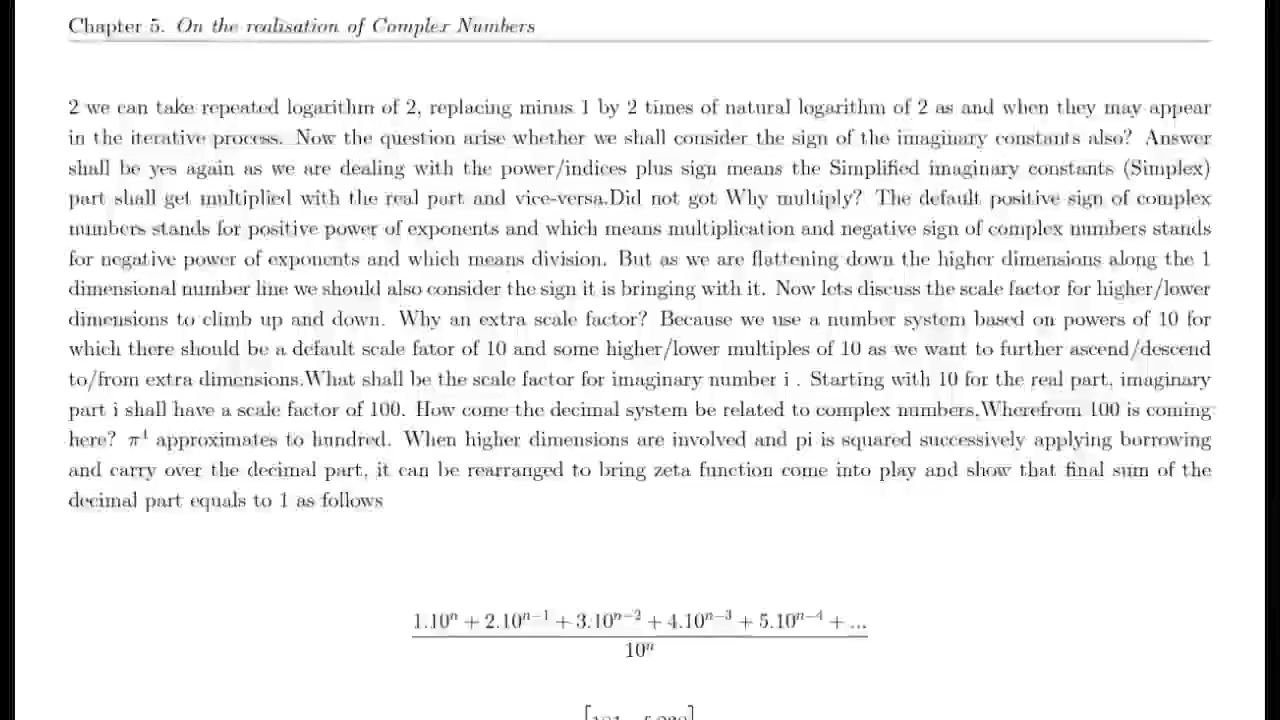 Chapter 5. On the realisation of Complex Numbers
2 we can take repeated logarithm of 2, replacing minus 1 by 2 times of natural logarithm of 2 as and when they may appear
in the iterative process. Now the question arise whether we shall consider the sign of the imaginary constants also? Answer
shall be yes again as we are dealing with the power/indices plus sign means the Simplified imaginary constants (Simplex)
part shall get multiplied with the real part and vice-versa.Did not got Why multiply? The default positive sign of complex
numbers stands for positive power of exponents and which means multiplication and negative sign of complex numbers stands
for negative power of exponents and which means division. But as we are flattening down the higher dimensions along the 1
dimensional number line we should also consider the sign it is bringing with it. Now lets discuss the scale factor for higher/lower
dimensions to climb up and down. Why an extra scale factor? Because we use a number system based on powers of 10 for
which there should be a default scale fator of 10 and some higher/lower multiples of 10 as we want to further ascend/descend
to/from extra dimensions.What shall be the scale factor for imaginary number i . Starting with 10 for the real part, imaginary
part i shall have a scale factor of 100. How come the decimal system be related to complex numbers.Wherefrom 100 is coming
here? π⁴ approximates to hundred. When higher dimensions are involved and pi is squared successively applying borrowing
and carry over the decimal part, it can be rearranged to bring zeta function come into play and show that final sum of the
decimal part equals to 1 as follows
1.10ⁿ + 2.10ⁿ⁻¹ + 3.10ⁿ⁻² + 4.10ⁿ⁻³ + 5.10ⁿ⁻⁴ + ...
10ⁿ